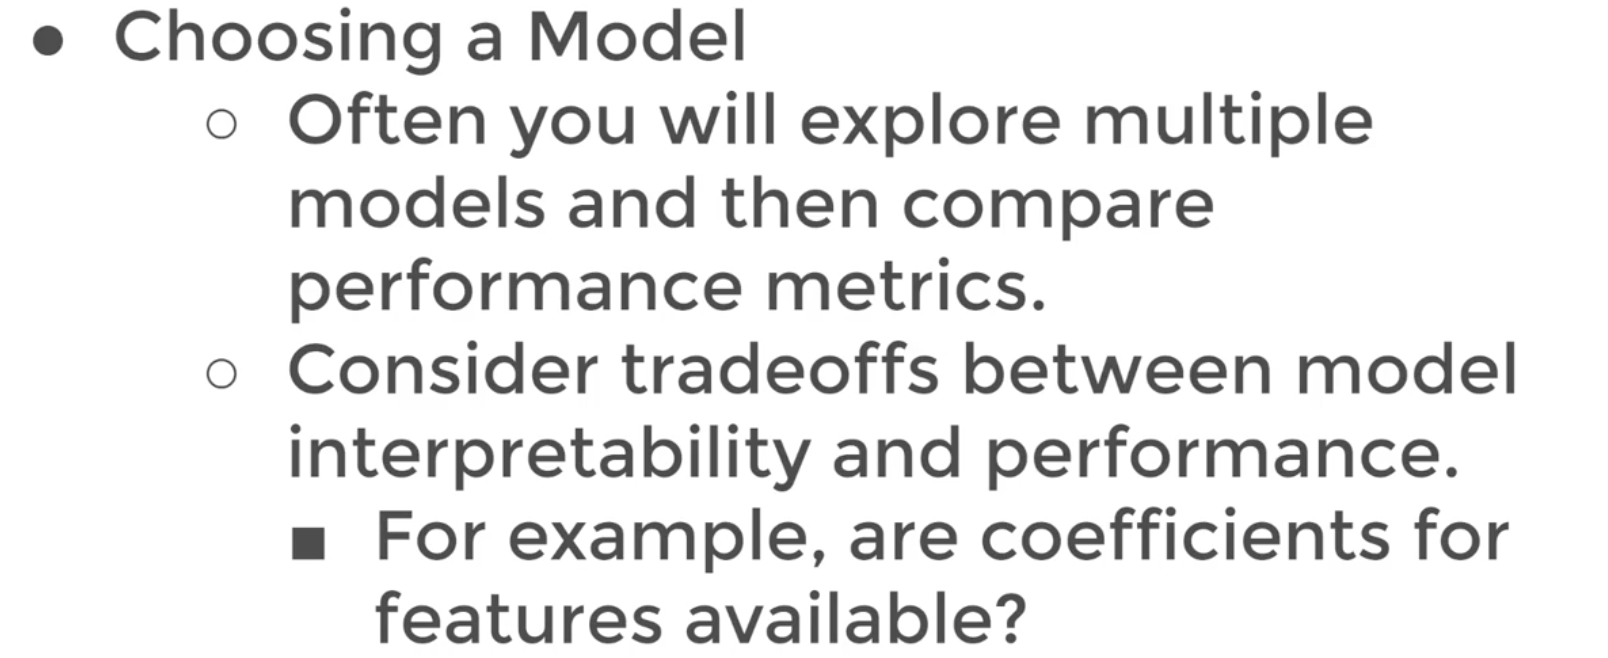 ● Choosing a Model
○ Often you will explore multiple
models and then compare
performance metrics.
○ Consider tradeoffs between model
interpretability and performance.
■ For example, are coefficients for
features available?